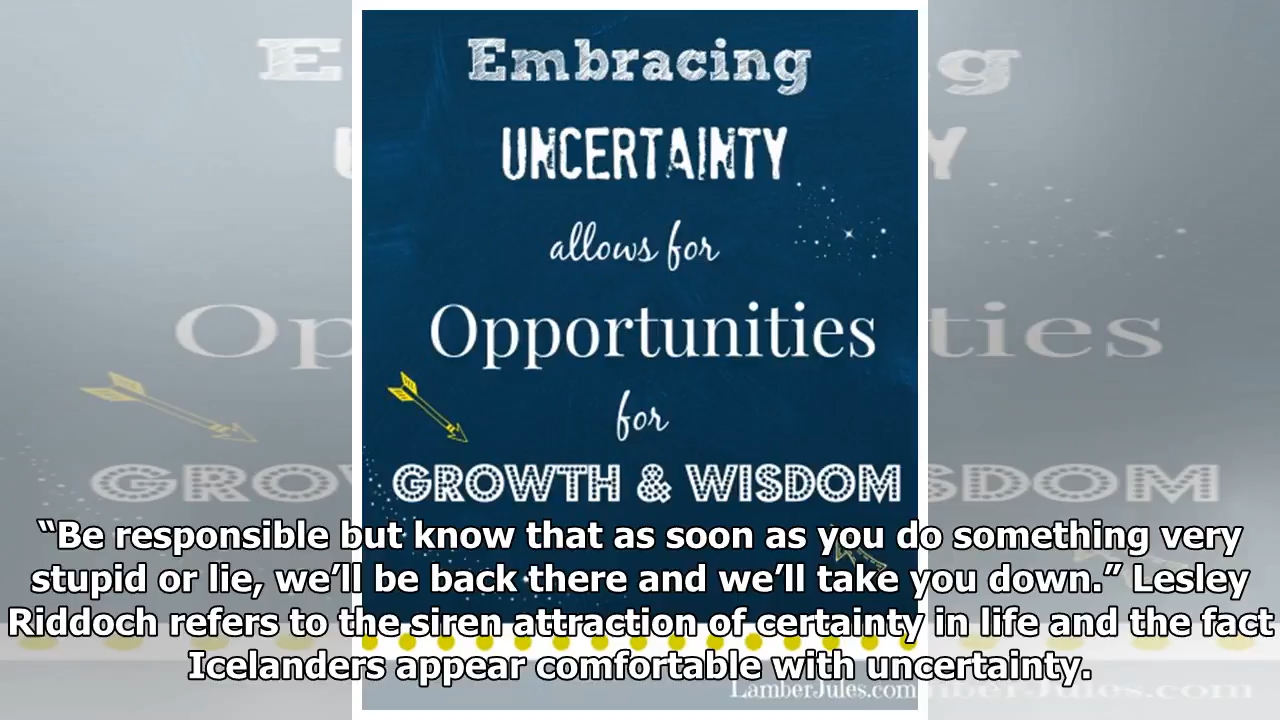 Embracing
UNCERTAINTY
allows for
Opportunities
for
GROWTH & WISDOM
“Be responsible but know that as soon as you do something very
stupid or lie, we’ll be back there and we’ll take you down.” Lesley
Riddoch refers to the siren attraction of certainty in life and the fact
Icelanders appear comfortable with uncertainty.
LamberJules.com